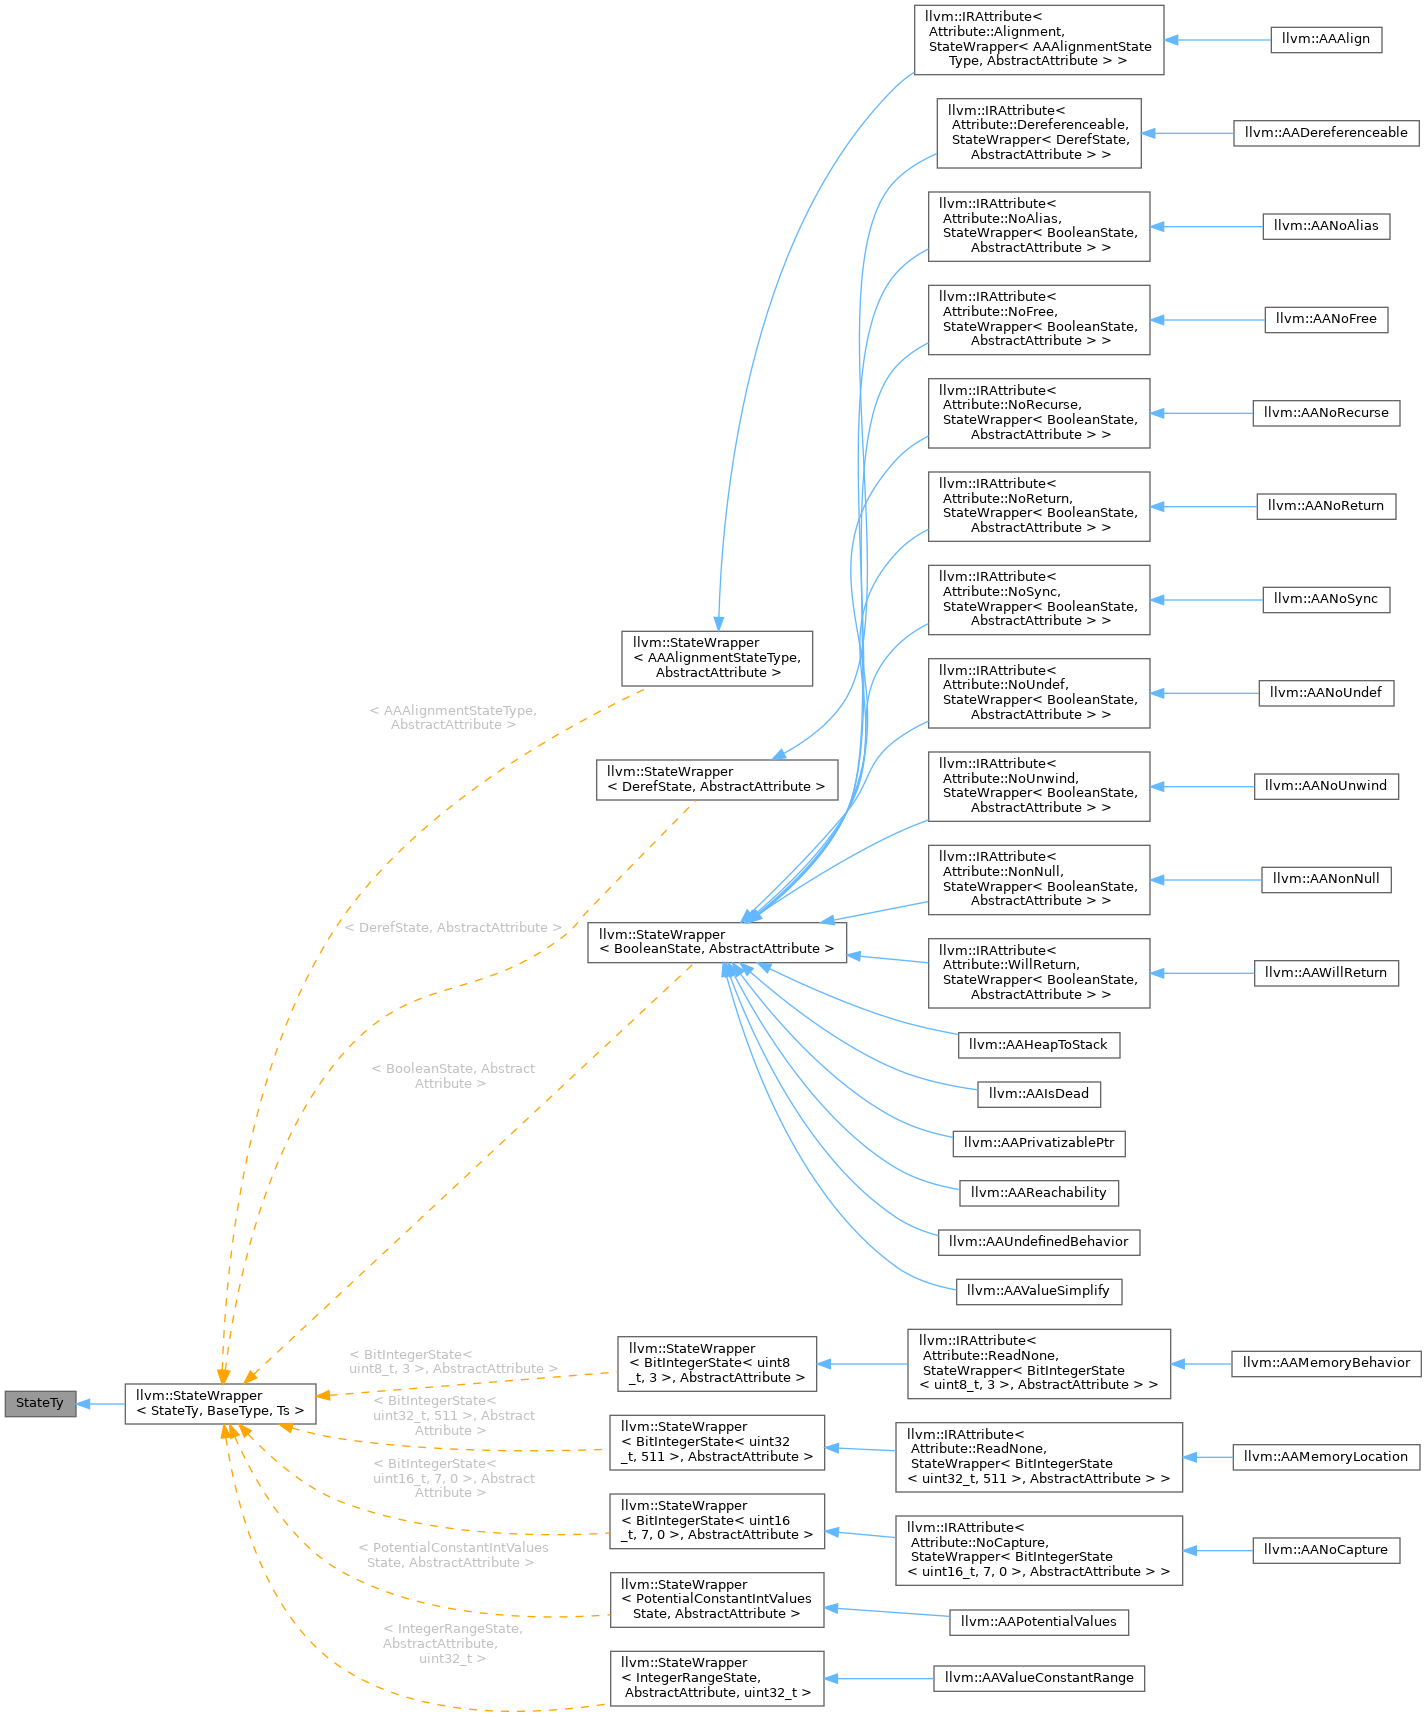 llvm::IRAttribute<
Attribute::Alignment,
StateWrapper< AAAlignmentState
Type, AbstractAttribute > >
llvm::AAAlign
llvm::IRAttribute<
Attribute::Dereferenceable,
StateWrapper< DerefState,
AbstractAttribute > >
llvm::AADereferenceable
llvm::IRAttribute<
Attribute::NoAlias,
StateWrapper< BooleanState,
AbstractAttribute > >
llvm::AANoAlias
llvm::IRAttribute<
Attribute::NoFree,
StateWrapper< BooleanState,
AbstractAttribute > >
llvm::AANoFree
llvm::IRAttribute<
Attribute::NoRecurse,
StateWrapper< BooleanState,
AbstractAttribute > >
llvm::AANoRecurse
llvm::IRAttribute<
Attribute::NoReturn,
StateWrapper< BooleanState,
AbstractAttribute > >
llvm::AANoReturn
llvm::IRAttribute<
Attribute::NoSync,
StateWrapper< BooleanState,
AbstractAttribute > >
llvm::AANoSync
llvm::StateWrapper
< AAAlignmentStateType,
AbstractAttribute >
llvm::IRAttribute<
Attribute::NoUndef,
StateWrapper< BooleanState,
AbstractAttribute > >
llvm::AANoUndef
< AAAlignmentStateType,
AbstractAttribute >
llvm::StateWrapper
< DerefState, AbstractAttribute >
llvm::IRAttribute<
Attribute::NoUnwind,
StateWrapper< BooleanState,
AbstractAttribute > >
llvm::AANoUnwind
llvm::IRAttribute<
Attribute::NonNull,
StateWrapper< BooleanState,
AbstractAttribute > >
llvm::AANonNull
< DerefState, AbstractAttribute >
llvm::StateWrapper
< BooleanState, AbstractAttribute >
llvm::IRAttribute<
Attribute::WillReturn,
StateWrapper< BooleanState,
AbstractAttribute > >
llvm::AAWillReturn
llvm::AAHeapToStack
< BooleanState, Abstract
Attribute >
llvm::AAIsDead
llvm::AAPrivatizablePtr
llvm::AAReachability
llvm::AAUndefinedBehavior
llvm::AAValueSimplify
< BitIntegerState<
uint8_t, 3 >, AbstractAttribute >
llvm::StateWrapper
< BitIntegerState< uint8
_t, 3 >, AbstractAttribute >
llvm::IRAttribute<
Attribute::ReadNone,
StateWrapper< BitIntegerState
< uint8_t, 3 >, AbstractAttribute > >
llvm::AAMemoryBehavior
StateTy
llvm::StateWrapper
< StateTy, BaseType, Ts >
< BitIntegerState<
uint32_t, 511 >, Abstract
Attribute >
llvm::StateWrapper
< BitIntegerState< uint32
_t, 511 >, AbstractAttribute >
llvm::IRAttribute<
Attribute::ReadNone,
StateWrapper< BitIntegerState
< uint32_t, 511 >, AbstractAttribute > >
llvm::AAMemoryLocation
< BitIntegerState<
uint16_t, 7, 0 >, Abstract
Attribute >
llvm::StateWrapper
< BitIntegerState< uint16
_t, 7, 0 >, AbstractAttribute >
llvm::IRAttribute<
Attribute::NoCapture,
StateWrapper< BitIntegerState
< uint16_t, 7, 0 >, AbstractAttribute > >
llvm::AANoCapture
< PotentialConstantIntValues
State, AbstractAttribute >
llvm::StateWrapper
< PotentialConstantIntValues
State, AbstractAttribute >
llvm::AAPotentialValues
< IntegerRangeState,
AbstractAttribute,
uint32_t >
llvm::StateWrapper
< IntegerRangeState,
AbstractAttribute, uint32_t >
llvm::AAValueConstantRange